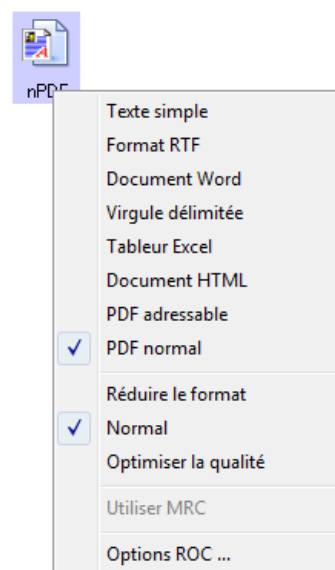 nPDF
Texte simple
Format RTF
Document Word
Virgule délimitée
Tableur Excel
Document HTML
PDF adressable
PDF normal
Réduire le format
Normal
Optimiser la qualité
Utiliser MRC
Options ROC ...